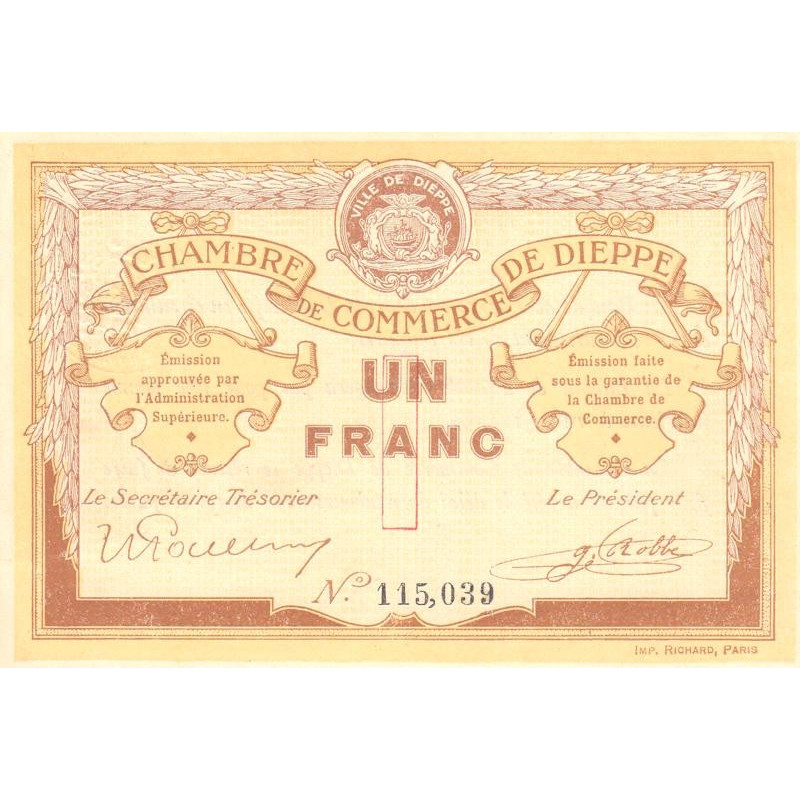 VILLE DE DIEPPE
CHAMBRE DE COMMERCE DE DIEPPE
Émission
approuvée par
l'Administration
Supérieure.
UN
FRANC
Émission faite
sous la garantie de
la Chambre de
Commerce.
Le Secrétaire Trésorier
Le Président
g. Robbe
N.º 115,039
IMP. RICHARD, PARIS